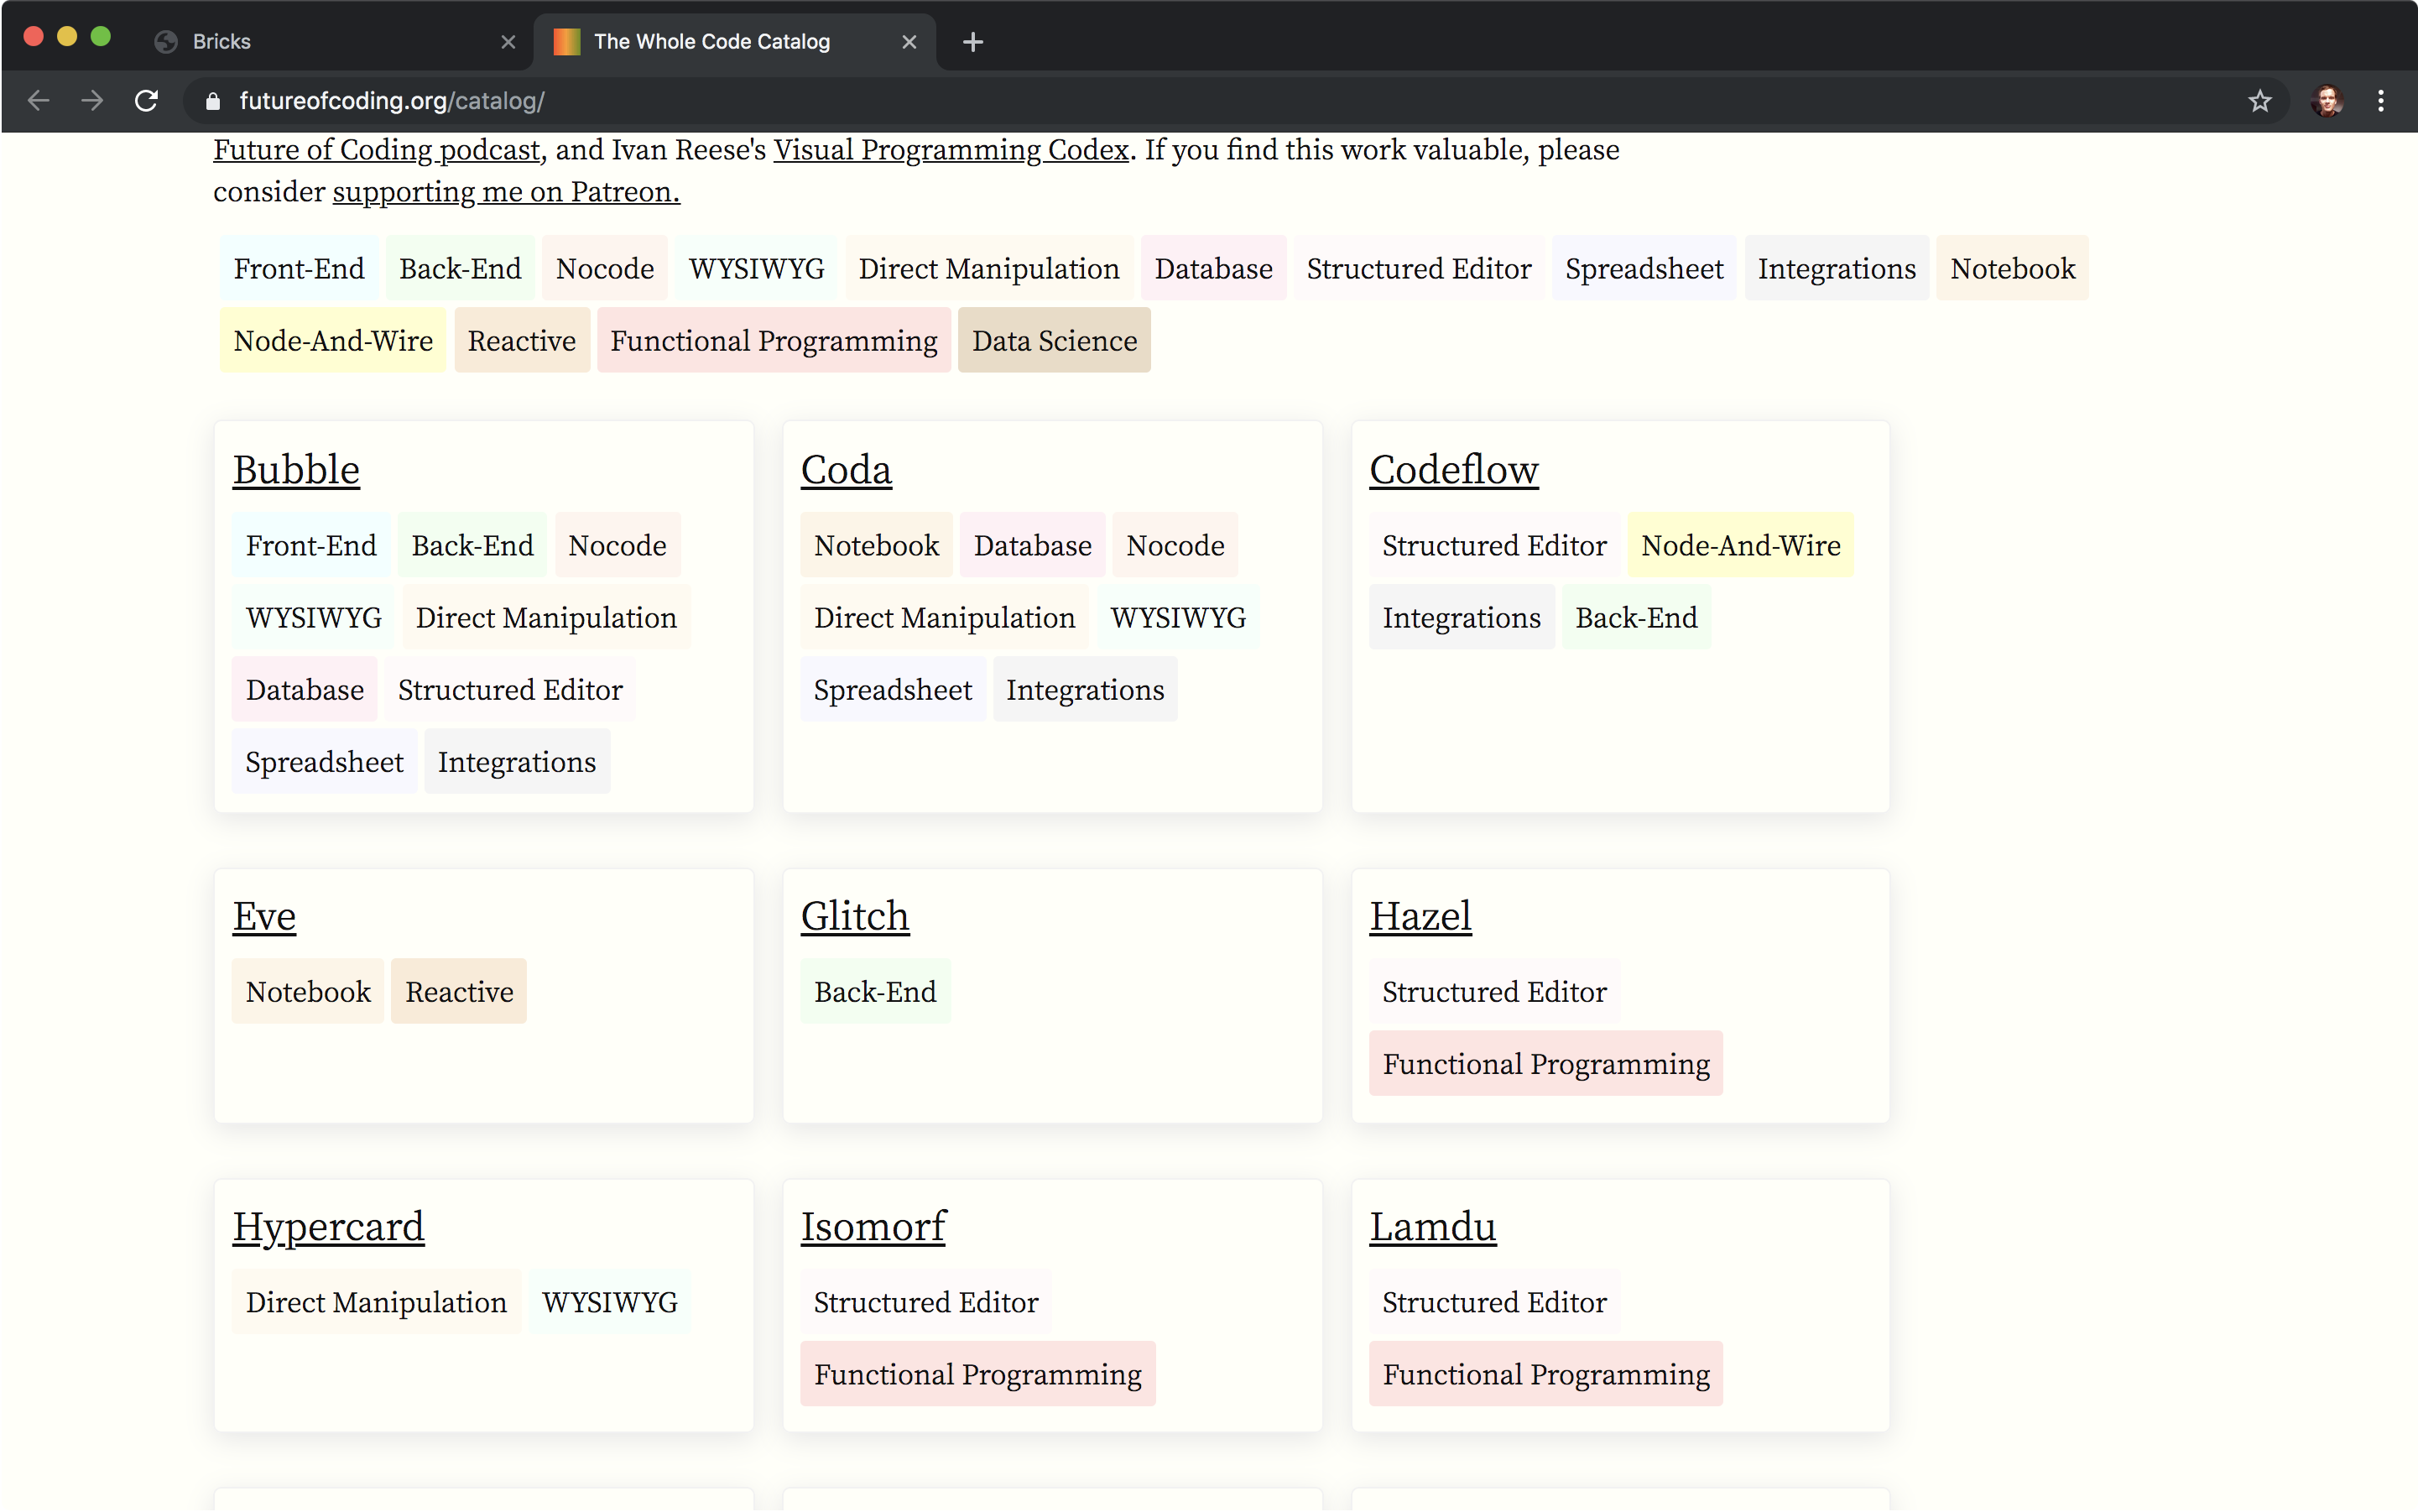 Bricks
The Whole Code Catalog
futureofcoding.org/catalog/
Future of Coding podcast, and Ivan Reese's Visual Programming Codex. If you find this work valuable, please
consider supporting me on Patreon.
Front-End Back-End Nocode WYSIWYG Direct Manipulation Database Structured Editor Spreadsheet Integrations Notebook
Node-And-Wire Reactive Functional Programming Data Science
Bubble
Front-End Back-End Nocode
WYSIWYG Direct Manipulation
Database Structured Editor
Spreadsheet Integrations
Coda
Notebook Database Nocode
Direct Manipulation WYSIWYG
Spreadsheet Integrations
Codeflow
Structured Editor Node-And-Wire
Integrations Back-End
Eve
Notebook Reactive
Glitch
Back-End
Hazel
Structured Editor
Functional Programming
Hypercard
Direct Manipulation WYSIWYG
Isomorf
Structured Editor
Functional Programming
Lamdu
Structured Editor
Functional Programming